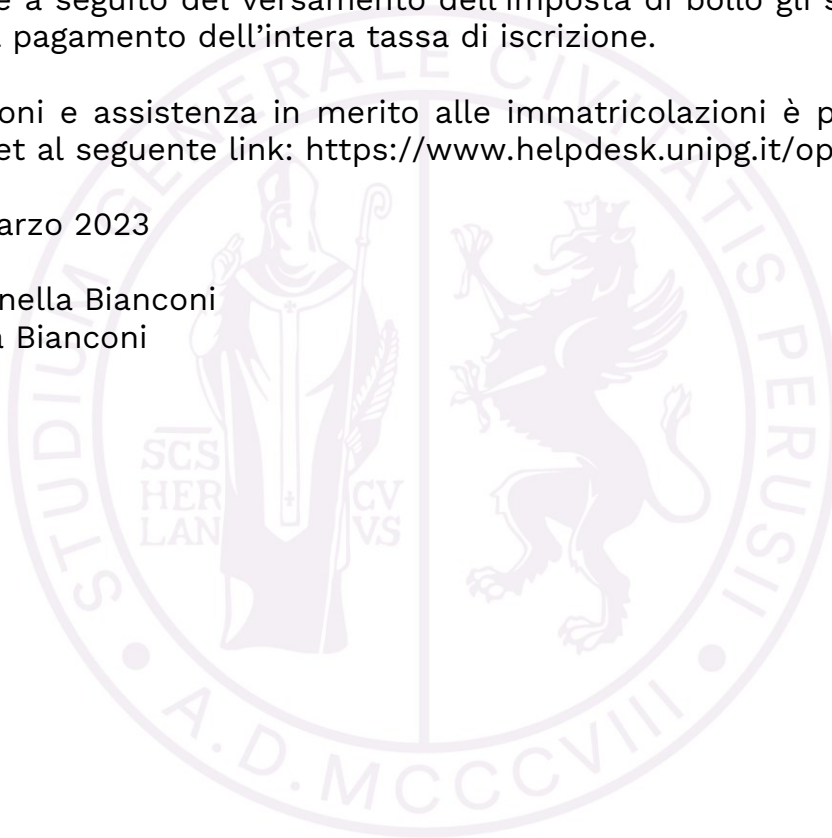 e a seguito del versamento dell'imposta di bollo gli s
pagamento dell'intera tassa di iscrizione.
oni e assistenza in merito alle immatricolazioni è p
et al seguente link: https://www.helpdesk.unipg.it/op
arzo 2023
nella Bianconi
a Bianconi
STUDIUM GENERALE CIVITATIS PERUSII
SCS
HER
LAN
CV
VS
A.D.MCCCVIII